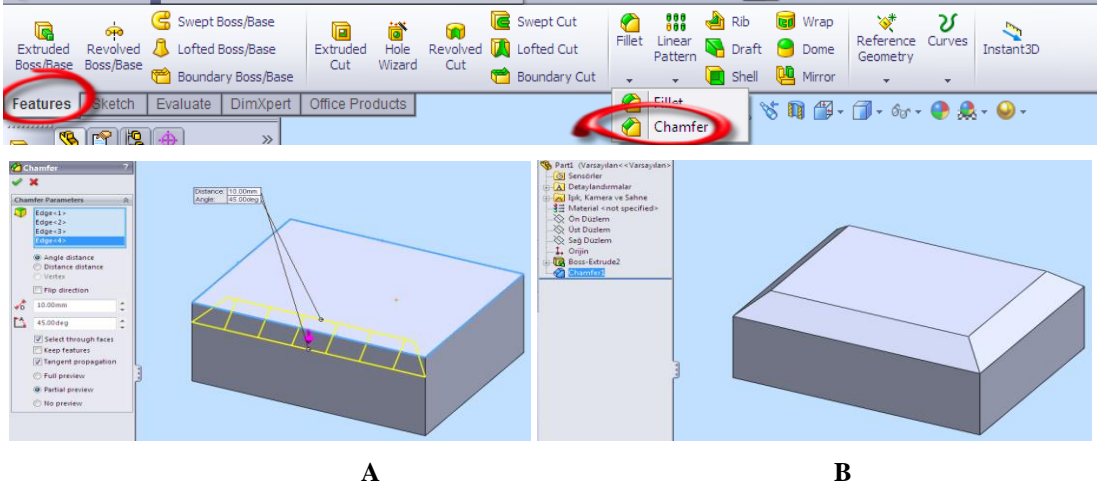 Extruded Boss/Base
Revolved Boss/Base
Swept Boss/Base
Lofted Boss/Base
Boundary Boss/Base
Extruded Cut
Hole Wizard
Revolved Cut
Swept Cut
Lofted Cut
Boundary Cut
Fillet
Linear Pattern
Rib
Draft
Shell
Wrap
Dome
Mirror
Reference Geometry
Curves
Instant3D
Features
Sketch
Evaluate
DimXpert
Office Products
Fillet
Chamfer
Chamfer
?
Chamfer Parameters
Edge<1>
Edge<2>
Edge<3>
Edge<4>
Angle distance
Distance distance
Vertex
Flip direction
10.00mm
45.00deg
Select through faces
Keep features
Tangent propagation
Full preview
Partial preview
No preview
Distance: 10.00mm
Angle: 45.00deg
Part1 (Varsayılan<<Varsayılan>
Sensörler
Detaylandırmalar
Işık, Kamera ve Sahne
Material <not specified>
Ön Düzlem
Üst Düzlem
Sağ Düzlem
Orijin
Boss-Extrude2
Chamfer1
A
B